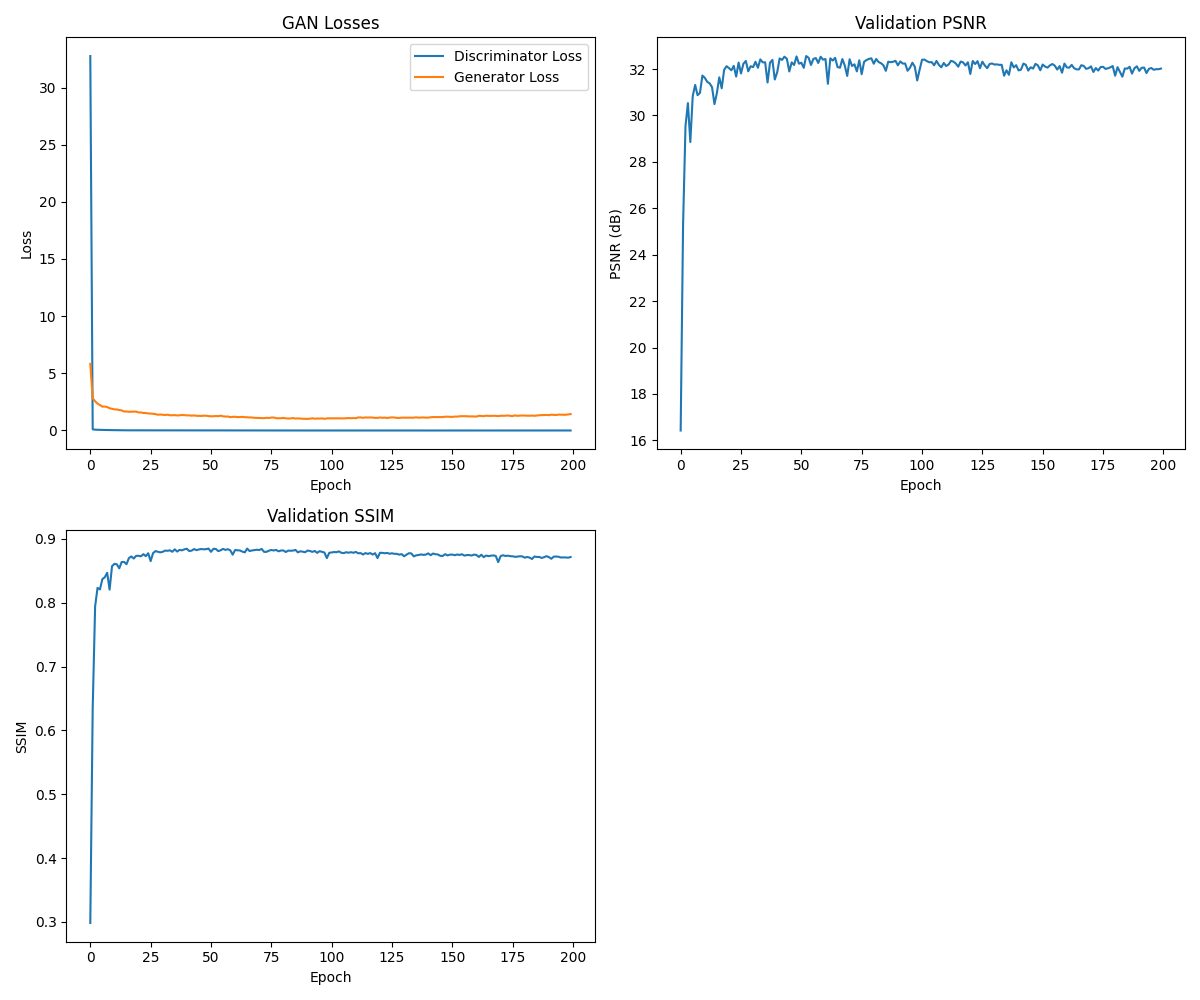 GAN Losses
Loss
30
25
20
15
10
5
0
Discriminator Loss
Generator Loss
0 25 50 75 100 125 150 175 200
Epoch
Validation PSNR
PSNR (dB)
32
30
28
26
24
22
20
18
16
0 25 50 75 100 125 150 175 200
Epoch
Validation SSIM
SSIM
0.9
0.8
0.7
0.6
0.5
0.4
0.3
0 25 50 75 100 125 150 175 200
Epoch